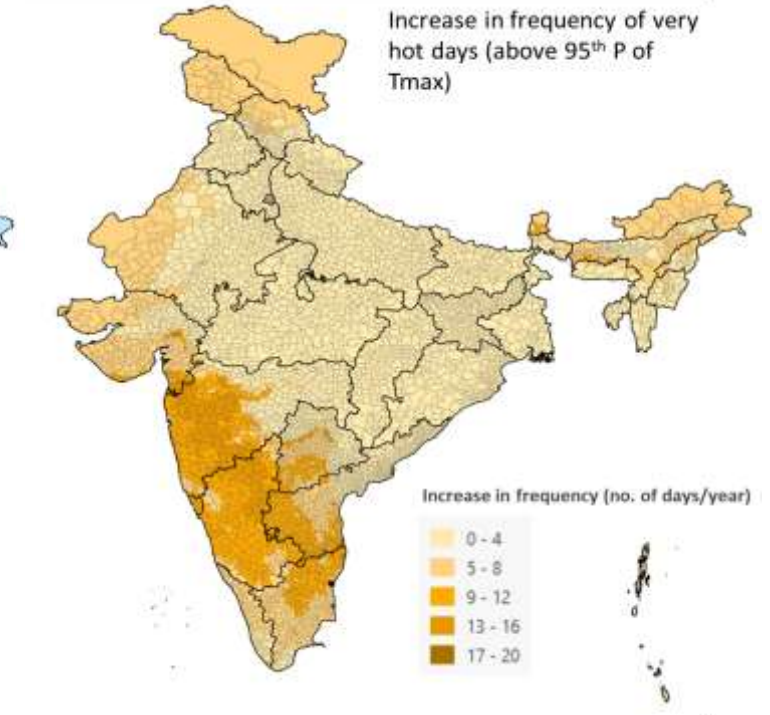 Increase in frequency of very
hot days (above 95th P of
Tmax)
Increase in frequency (no. of days/year)
0 - 4
5 - 8
9 - 12
13 - 16
17 - 20